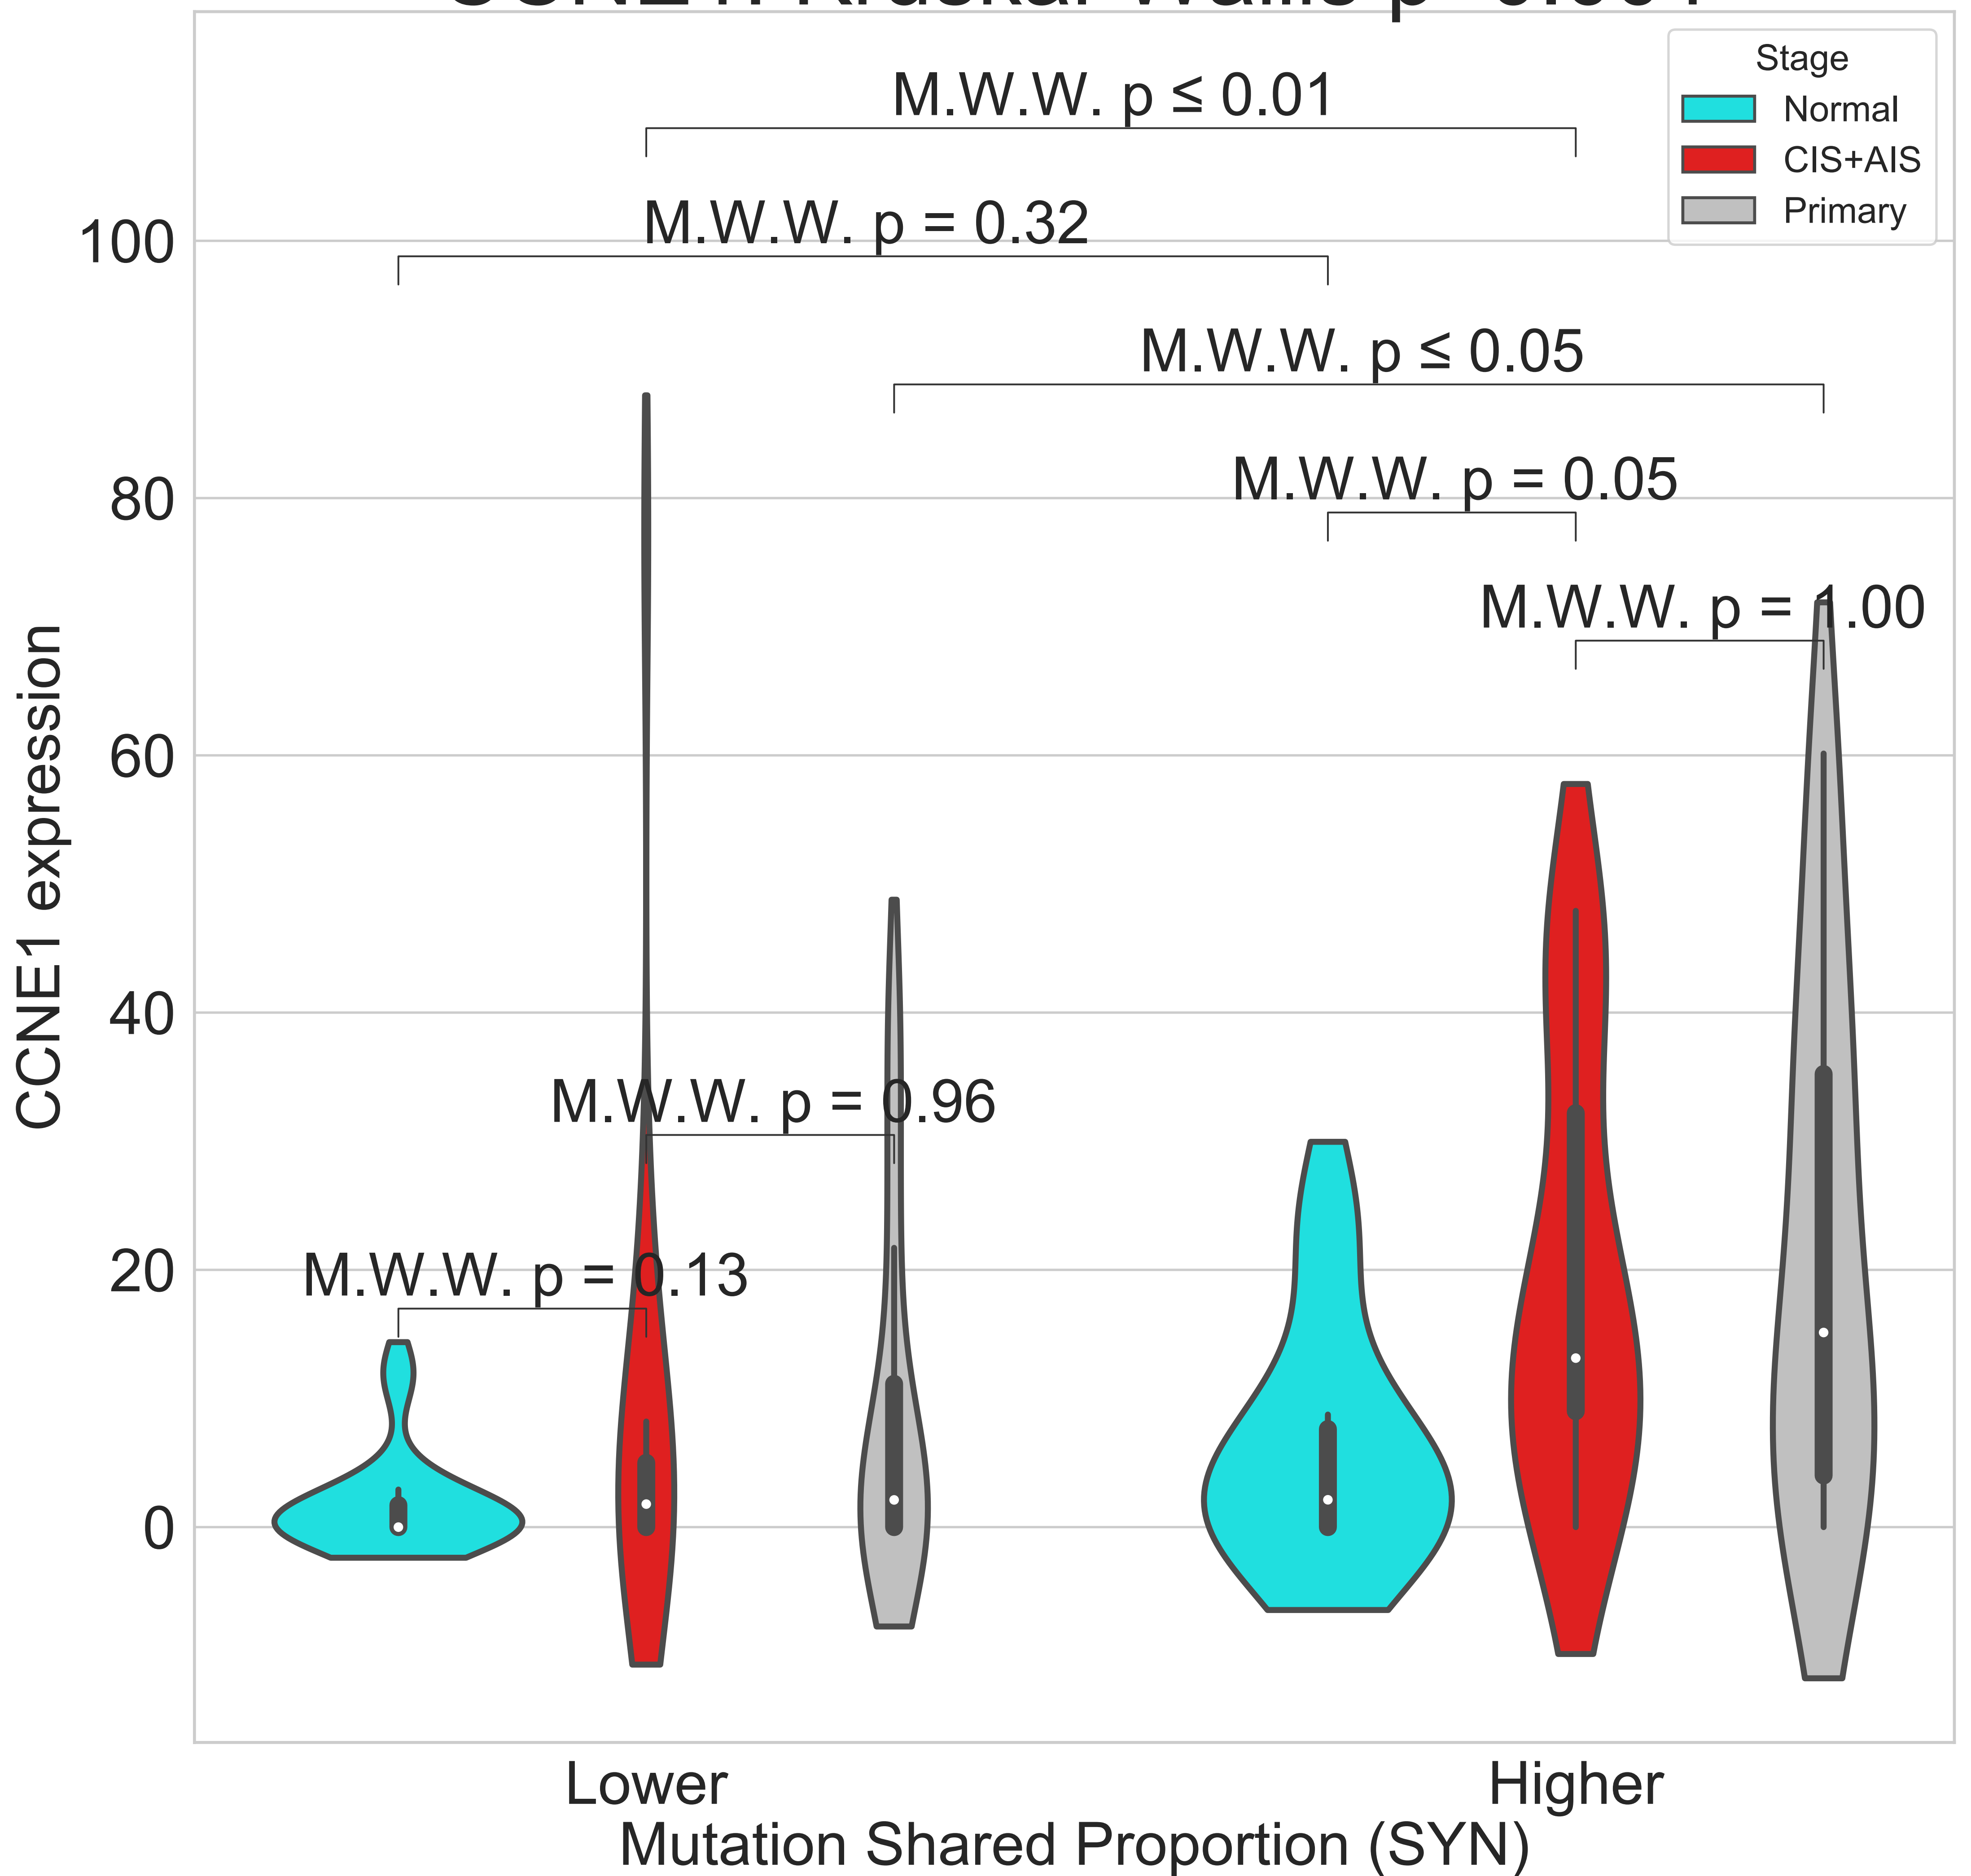 Stage
Normal
CIS+AIS
Primary
M.W.W. p ≤ 0.01
M.W.W. p = 0.32
M.W.W. p ≤ 0.05
M.W.W. p = 0.05
M.W.W. p = 1.00
M.W.W. p = 0.96
M.W.W. p = 0.13
100
80
60
40
20
0
CCNE1 expression
Lower
Higher
Mutation Shared Proportion (SYN)